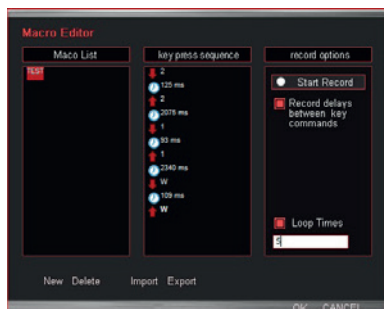 Macro Editor
Maco List
key press sequence
record options
TEST
2
125 ms
2
2075 ms
1
93 ms
1
2340 ms
W
109 ms
W
Start Record
Record delays
between key
commands
Loop Times
5
New Delete Import Export
OK CANCEL